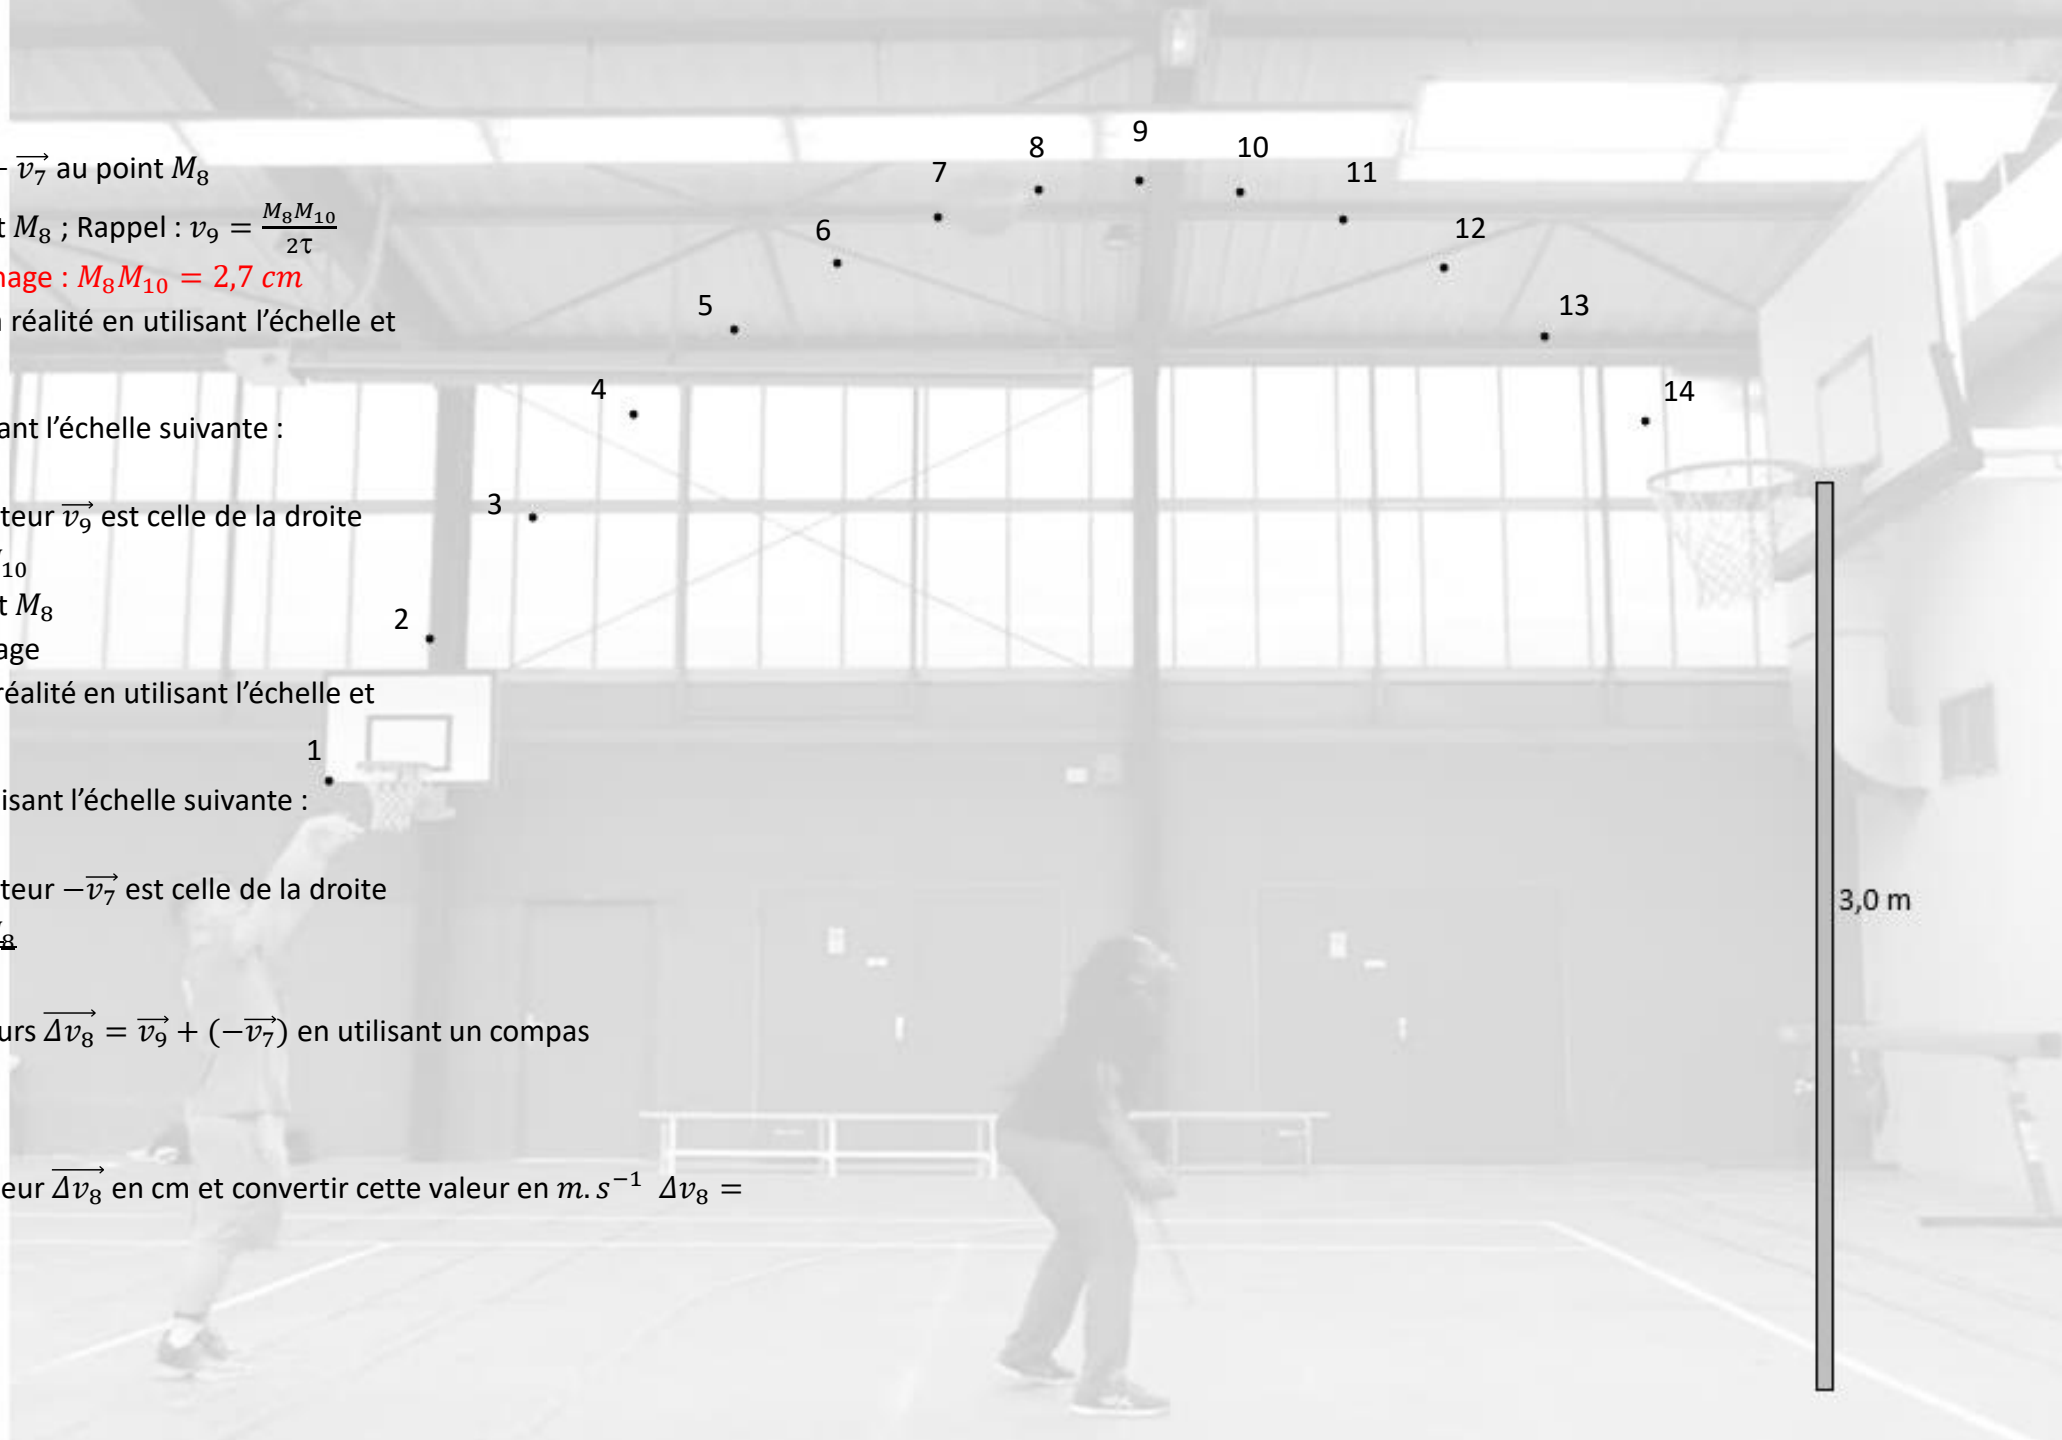 - v₇ au point M₈
t M₈ ; Rappel : v₉ = M₈M₁₀ / 2τ
nage : M₈M₁₀ = 2,7 cm
réalité en utilisant l'échelle et
ant l'échelle suivante :
teur v₉ est celle de la droite
10
t M₈
age
réalité en utilisant l'échelle et
isant l'échelle suivante :
teur −v₇ est celle de la droite
8
urs Δv₈ = v₉ + (−v₇) en utilisant un compas
eur Δv₈ en cm et convertir cette valeur en m.s⁻¹ Δv₈ =
1
2
3
4
5
6
7
8
9
10
11
12
13
14
3,0 m